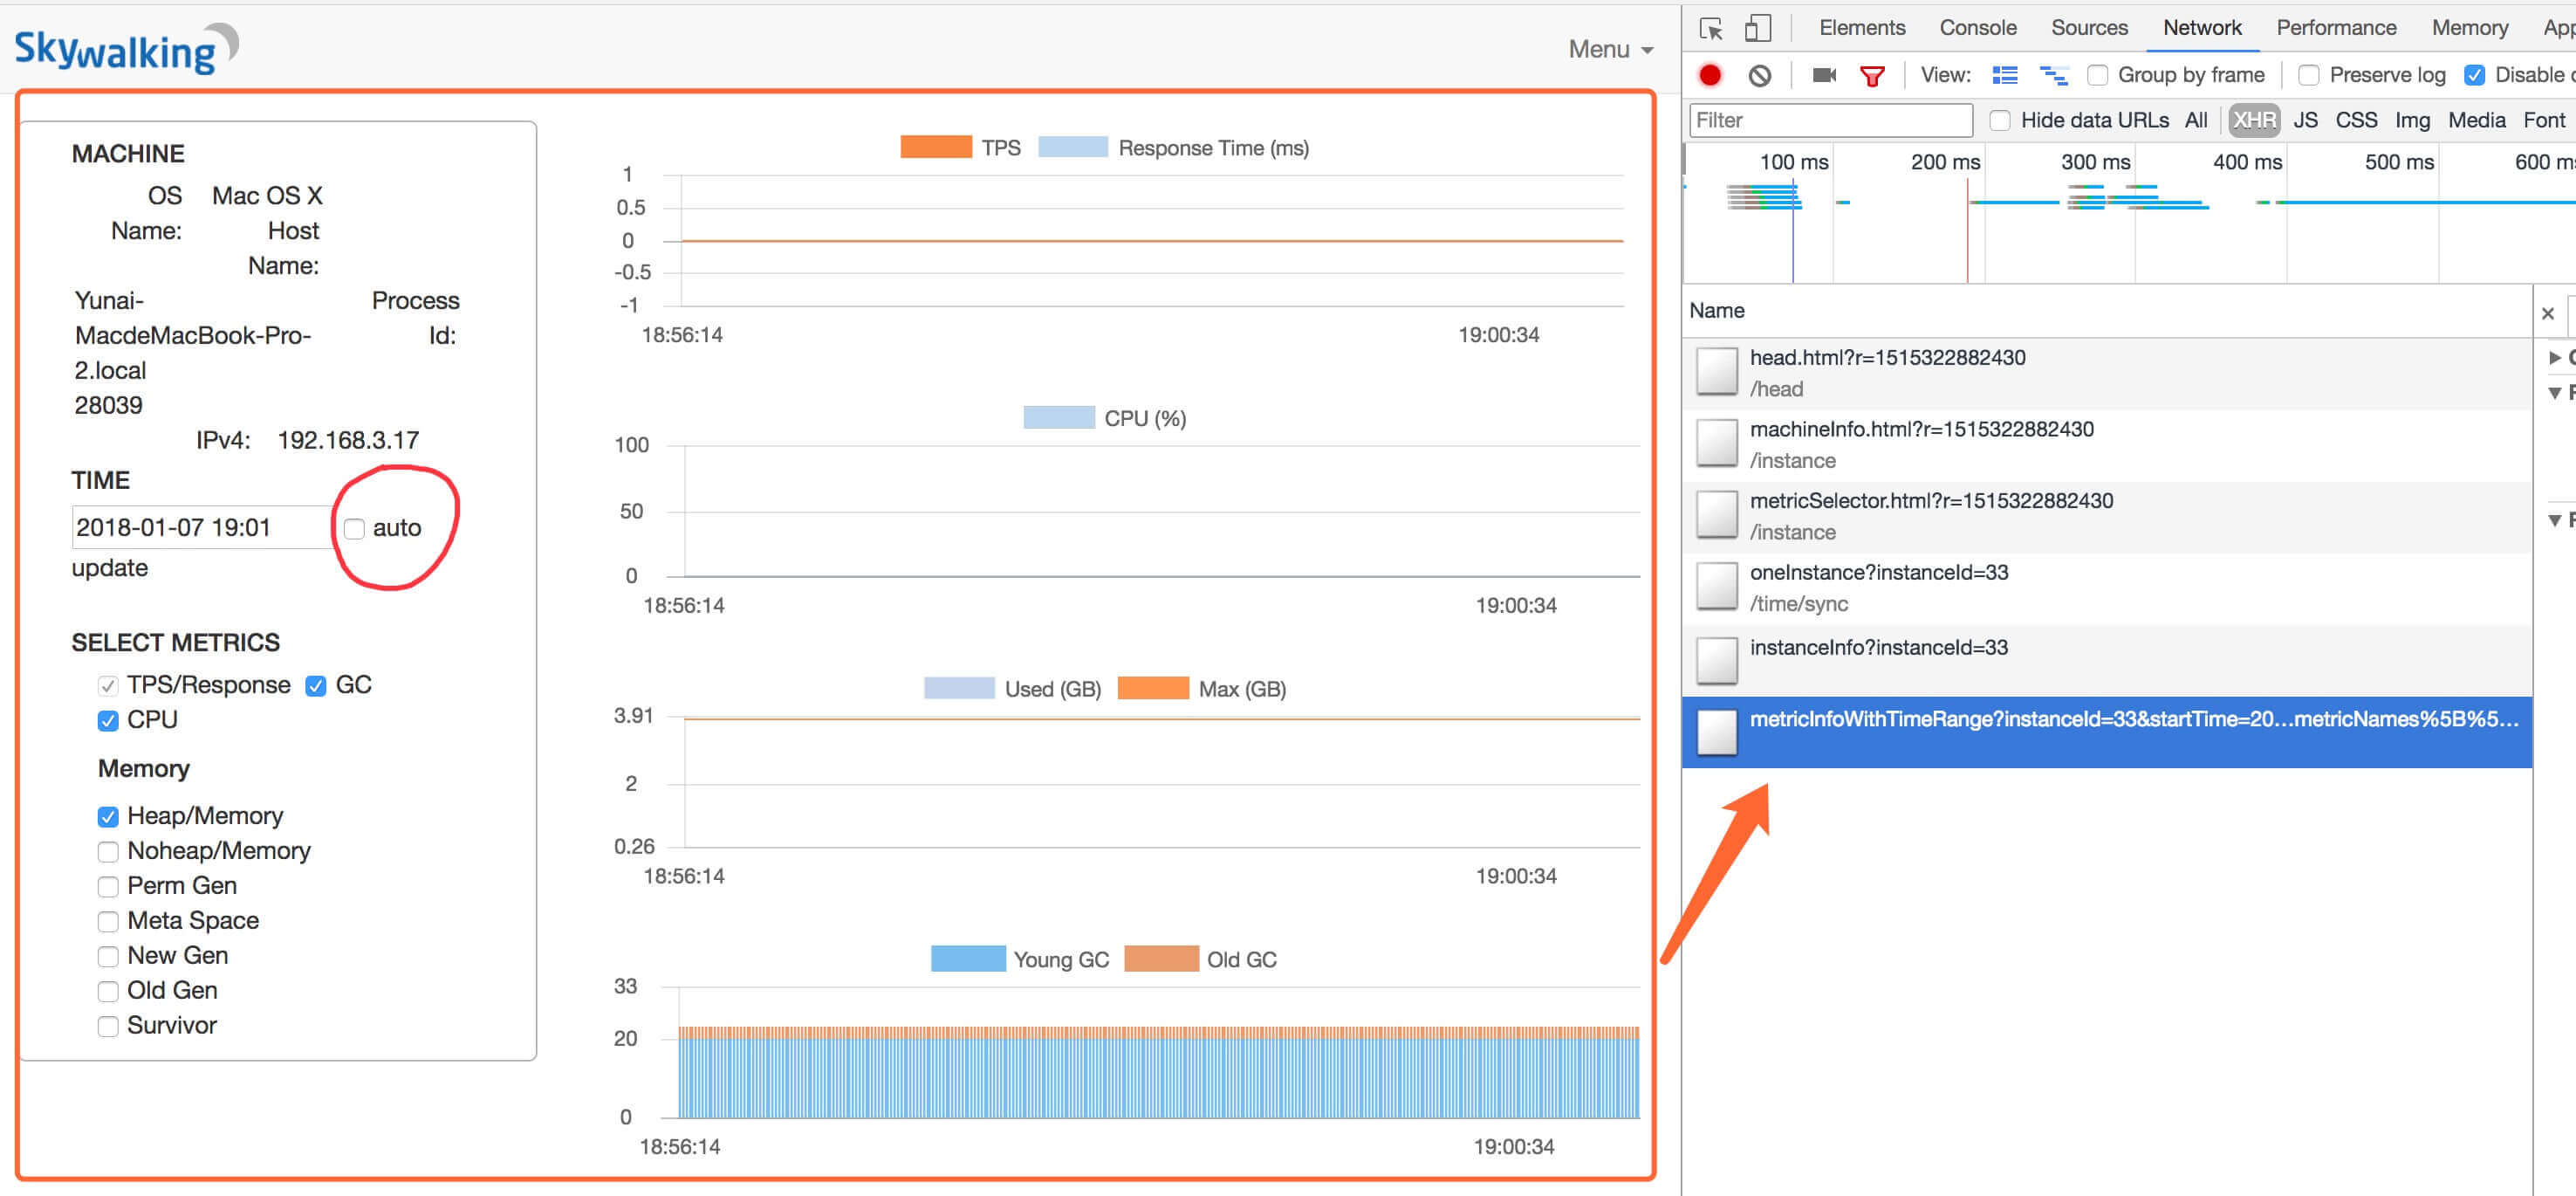 Skywalking
Menu
MACHINE
OS Mac OS X
Name: Host
Name:
Yunai- Process
MacdeMacBook-Pro- Id:
2.local
28039
IPv4: 192.168.3.17
TIME
2018-01-07 19:01 auto
update
SELECT METRICS
TPS/Response GC
CPU
Memory
Heap/Memory
Noheap/Memory
Perm Gen
Meta Space
New Gen
Old Gen
Survivor
TPS Response Time (ms)
1
0.5
0
-0.5
-1
18:56:14 19:00:34
CPU (%)
100
50
0
18:56:14 19:00:34
Used (GB) Max (GB)
3.91
2
0.26
18:56:14 19:00:34
Young GC Old GC
33
20
0
18:56:14 19:00:34
Elements Console Sources Network Performance Memory App
View: Group by frame Preserve log Disable c
Filter Hide data URLs All XHR JS CSS Img Media Font
100 ms 200 ms 300 ms 400 ms 500 ms 600 ms
Name
head.html?r=1515322882430
/head
machineInfo.html?r=1515322882430
/instance
metricSelector.html?r=1515322882430
/instance
oneInstance?instanceId=33
/time/sync
instanceInfo?instanceId=33
metricInfoWithTimeRange?instanceId=33&startTime=20...metricNames%5B%5...